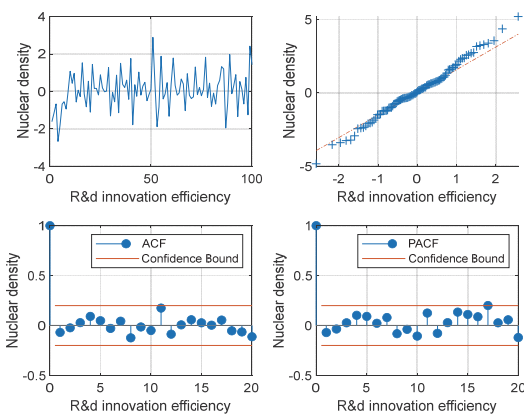 4
2
0
-2
-4
0
50
100
Nuclear density
R&d innovation efficiency
5
0
-5
-2
-1
0
1
2
Nuclear density
R&d innovation efficiency
1
0.5
0
-0.5
0
5
10
15
20
Nuclear density
R&d innovation efficiency
ACF
Confidence Bound
1
0.5
0
-0.5
0
5
10
15
20
Nuclear density
R&d innovation efficiency
PACF
Confidence Bound